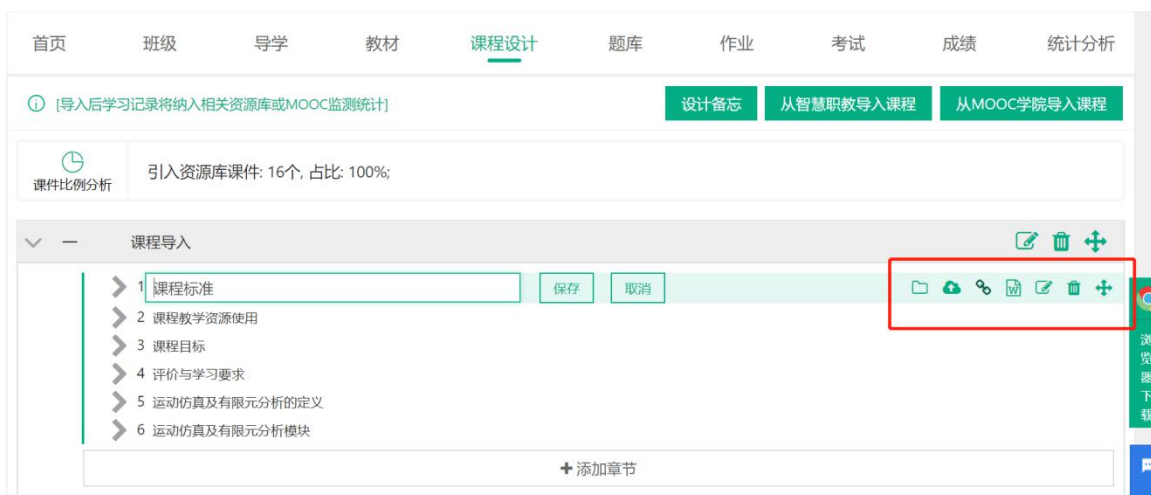 首页 班级 导学 教材 课程设计 题库 作业 考试 成绩 统计分析
[导入后学习记录将纳入相关资源库或MOOC监测统计] 设计备忘 从智慧职教导入课程 从MOOC学院导入课程
课件比例分析 引入资源库课件: 16个, 占比: 100%;
课程导入
1 课程标准 保存 取消
2 课程教学资源使用
3 课程目标
4 评价与学习要求
5 运动仿真及有限元分析的定义
6 运动仿真及有限元分析模块
+添加章节
浏览器下载